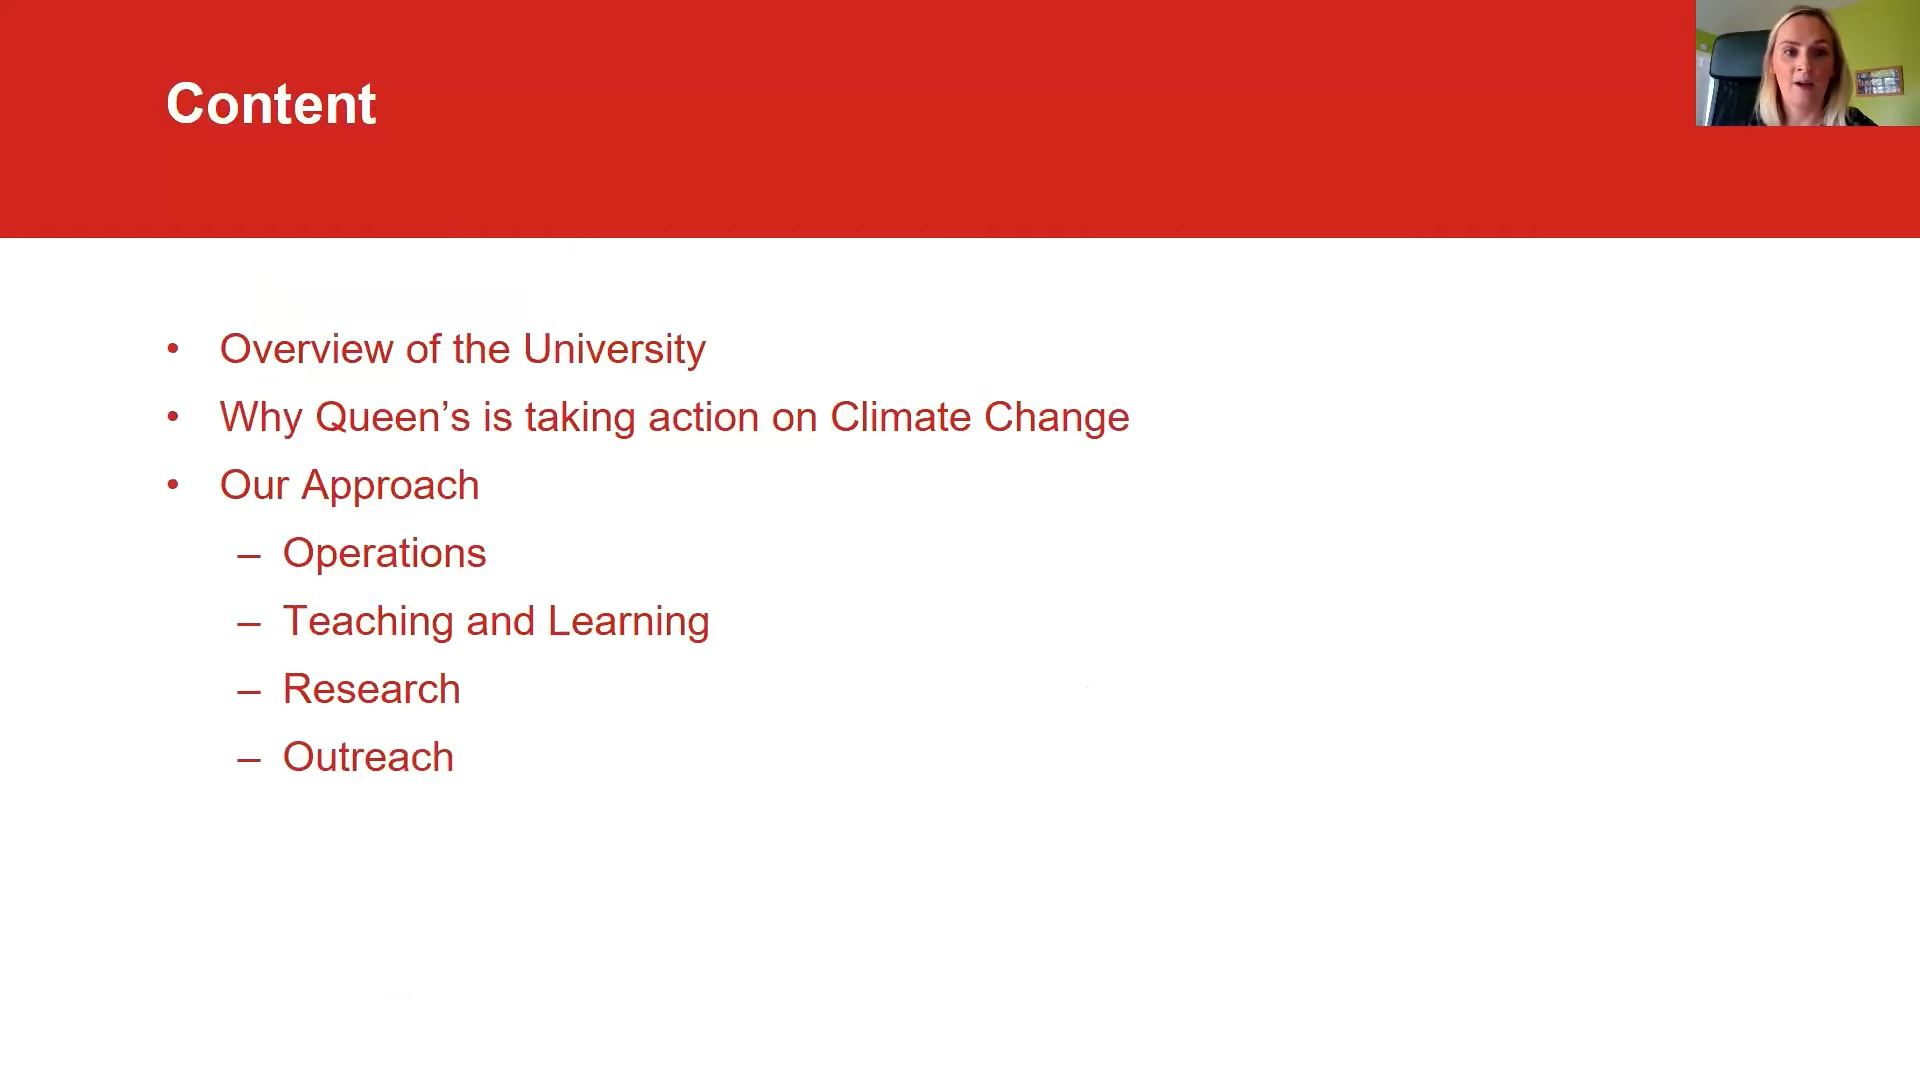 Content
• Overview of the University
• Why Queen’s is taking action on Climate Change
• Our Approach
– Operations
– Teaching and Learning
– Research
– Outreach